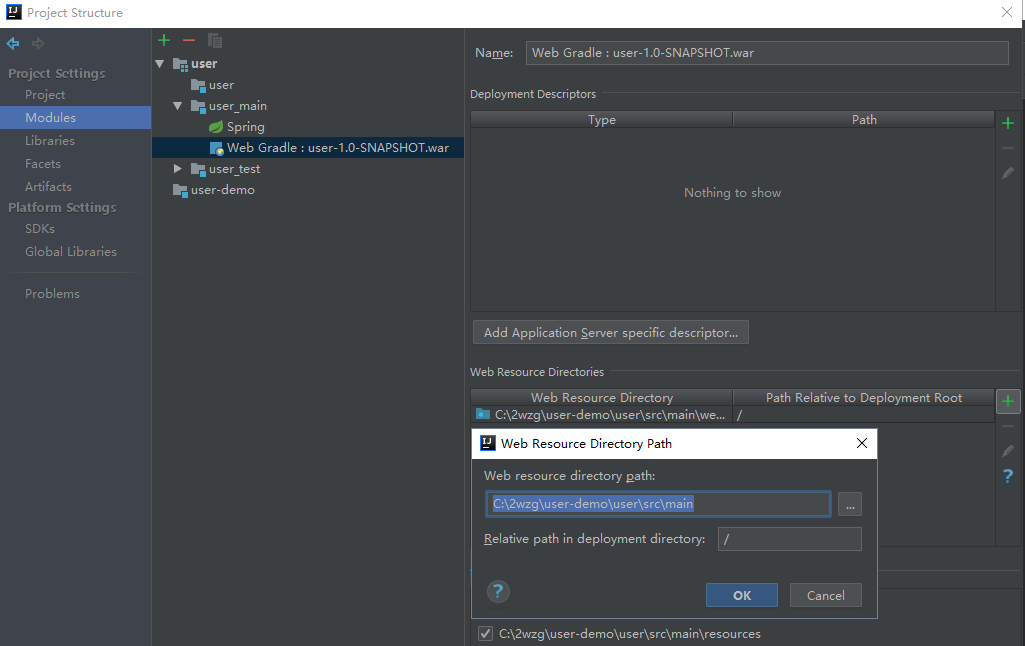 Project Structure
Project Settings
Project
Modules
Libraries
Facets
Artifacts
Platform Settings
SDKs
Global Libraries
Problems
user
user
user_main
Spring
Web Gradle : user-1.0-SNAPSHOT.war
user_test
user-demo
Name: Web Gradle : user-1.0-SNAPSHOT.war
Deployment Descriptors
Type Path
Nothing to show
Add Application Server specific descriptor...
Web Resource Directories
Web Resource Directory Path Relative to Deployment Root
C:\2wzg\user-demo\user\src\main\we... /
Web Resource Directory Path
Web resource directory path:
C:\2wzg\user-demo\user\src\main ...
Relative path in deployment directory: /
? OK Cancel
C:\2wzg\user-demo\user\src\main\resources